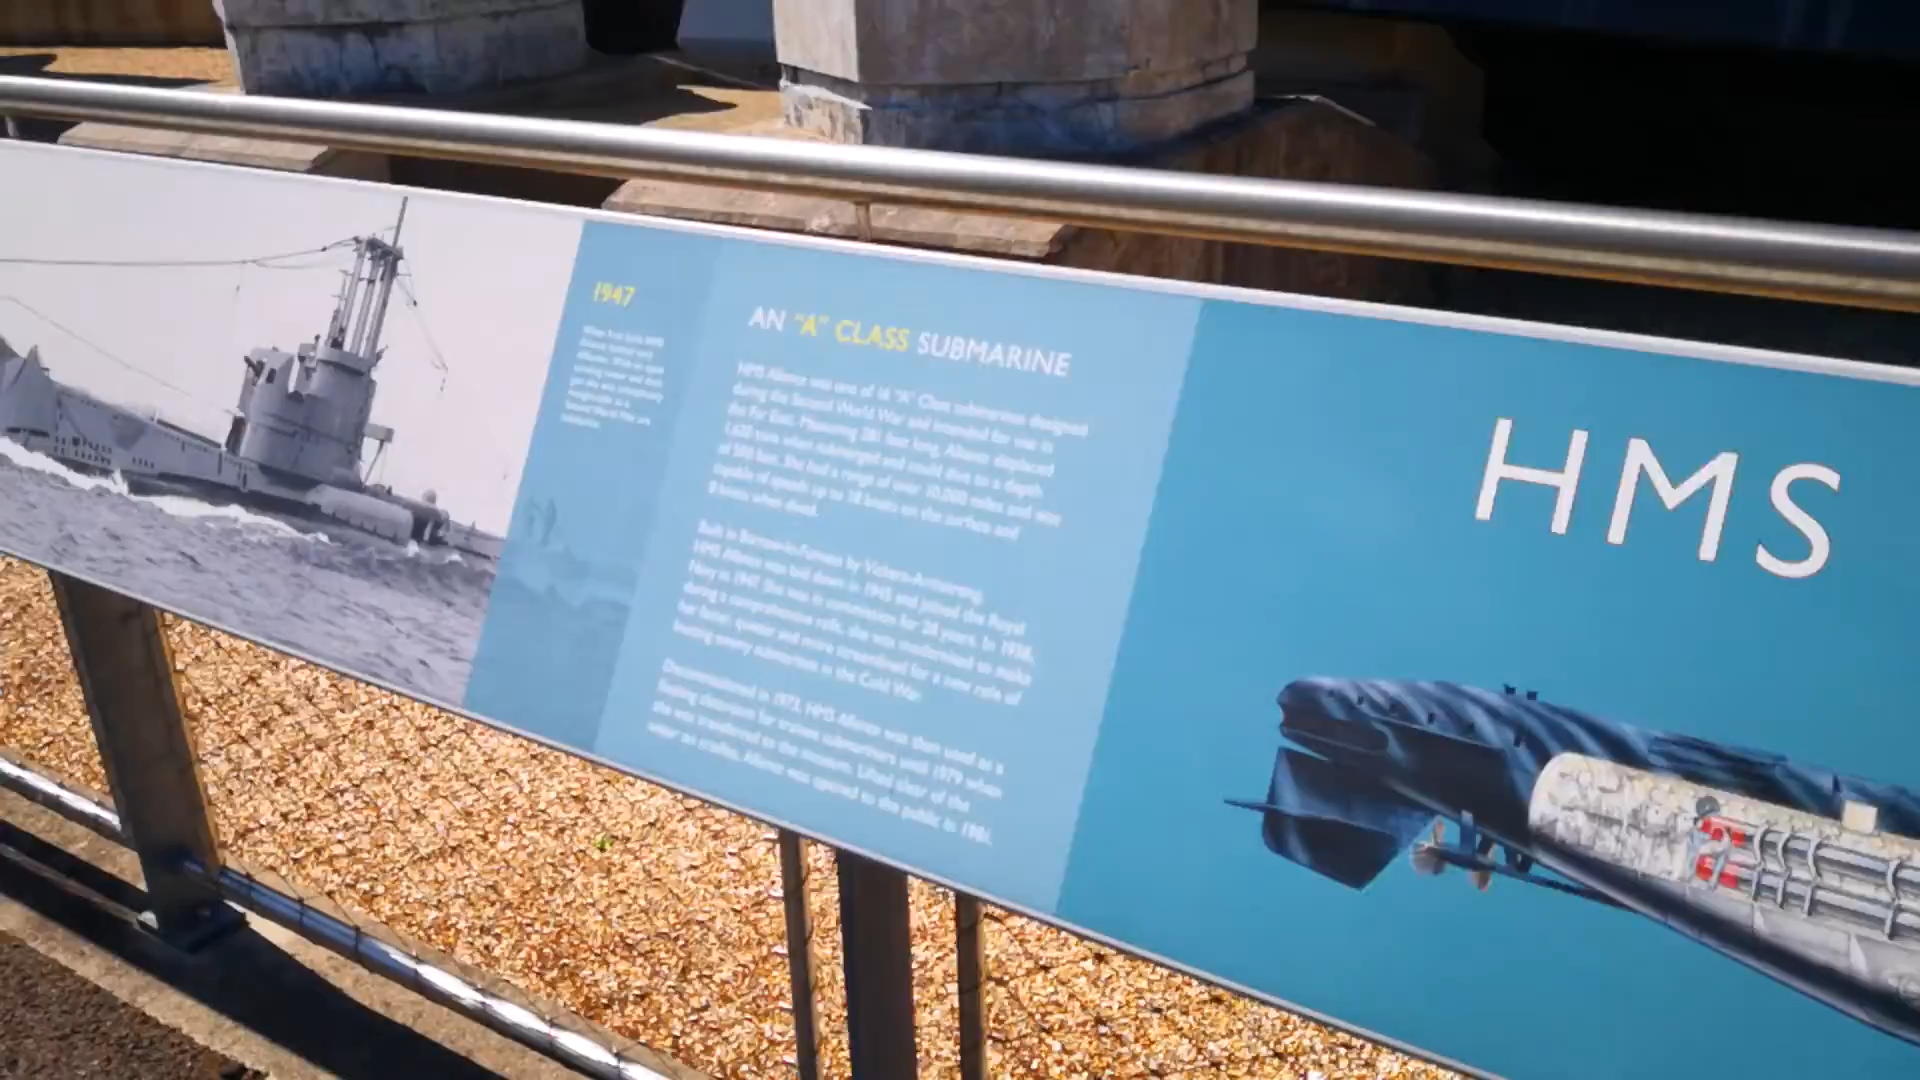 1947
When first built, HMS
AN "A" CLASS SUBMARINE
HMS Alliance was one of 16 "A" Class submarines designed
during the Second World War and intended for use in
the Far East. Measuring 281 feet long, Alliance displaced
1,620 tons when submerged and could dive to a depth
of 500 feet. She had a range of over 10,000 miles and was
capable of speeds up to 18 knots on the surface and
8 knots when dived.
Built in Barrow-in-Furness by Vickers-Armstrong,
HMS Alliance was laid down in 1945 and joined the Royal
Navy in 1947. She was in commission for 28 years. In 1958,
during a comprehensive refit, she was modernised to make
her faster, quieter and more streamlined for a new role of
hunting enemy submarines in the Cold War.
Decommissioned in 1973, HMS Alliance was then used as a
floating classroom for trainee submariners until 1979 when
she was transferred to the museum. Lifted clear of the
water on cradles, Alliance was opened to the public in 1981.
HMS